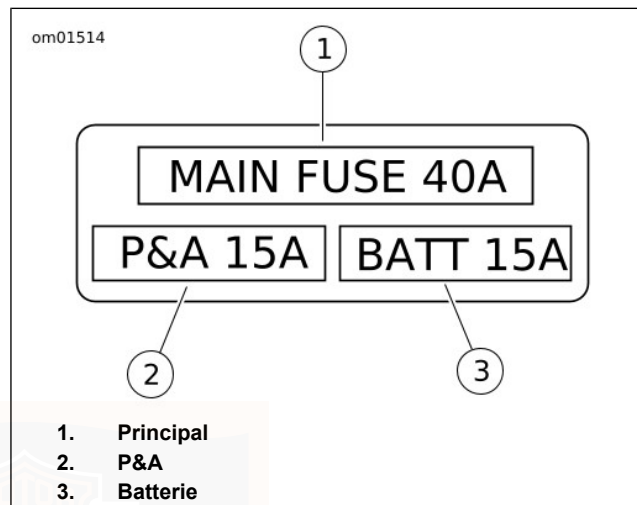 om01514
1
MAIN FUSE 40A
P&A 15A BATT 15A
2 3
1. Principal
2. P&A
3. Batterie